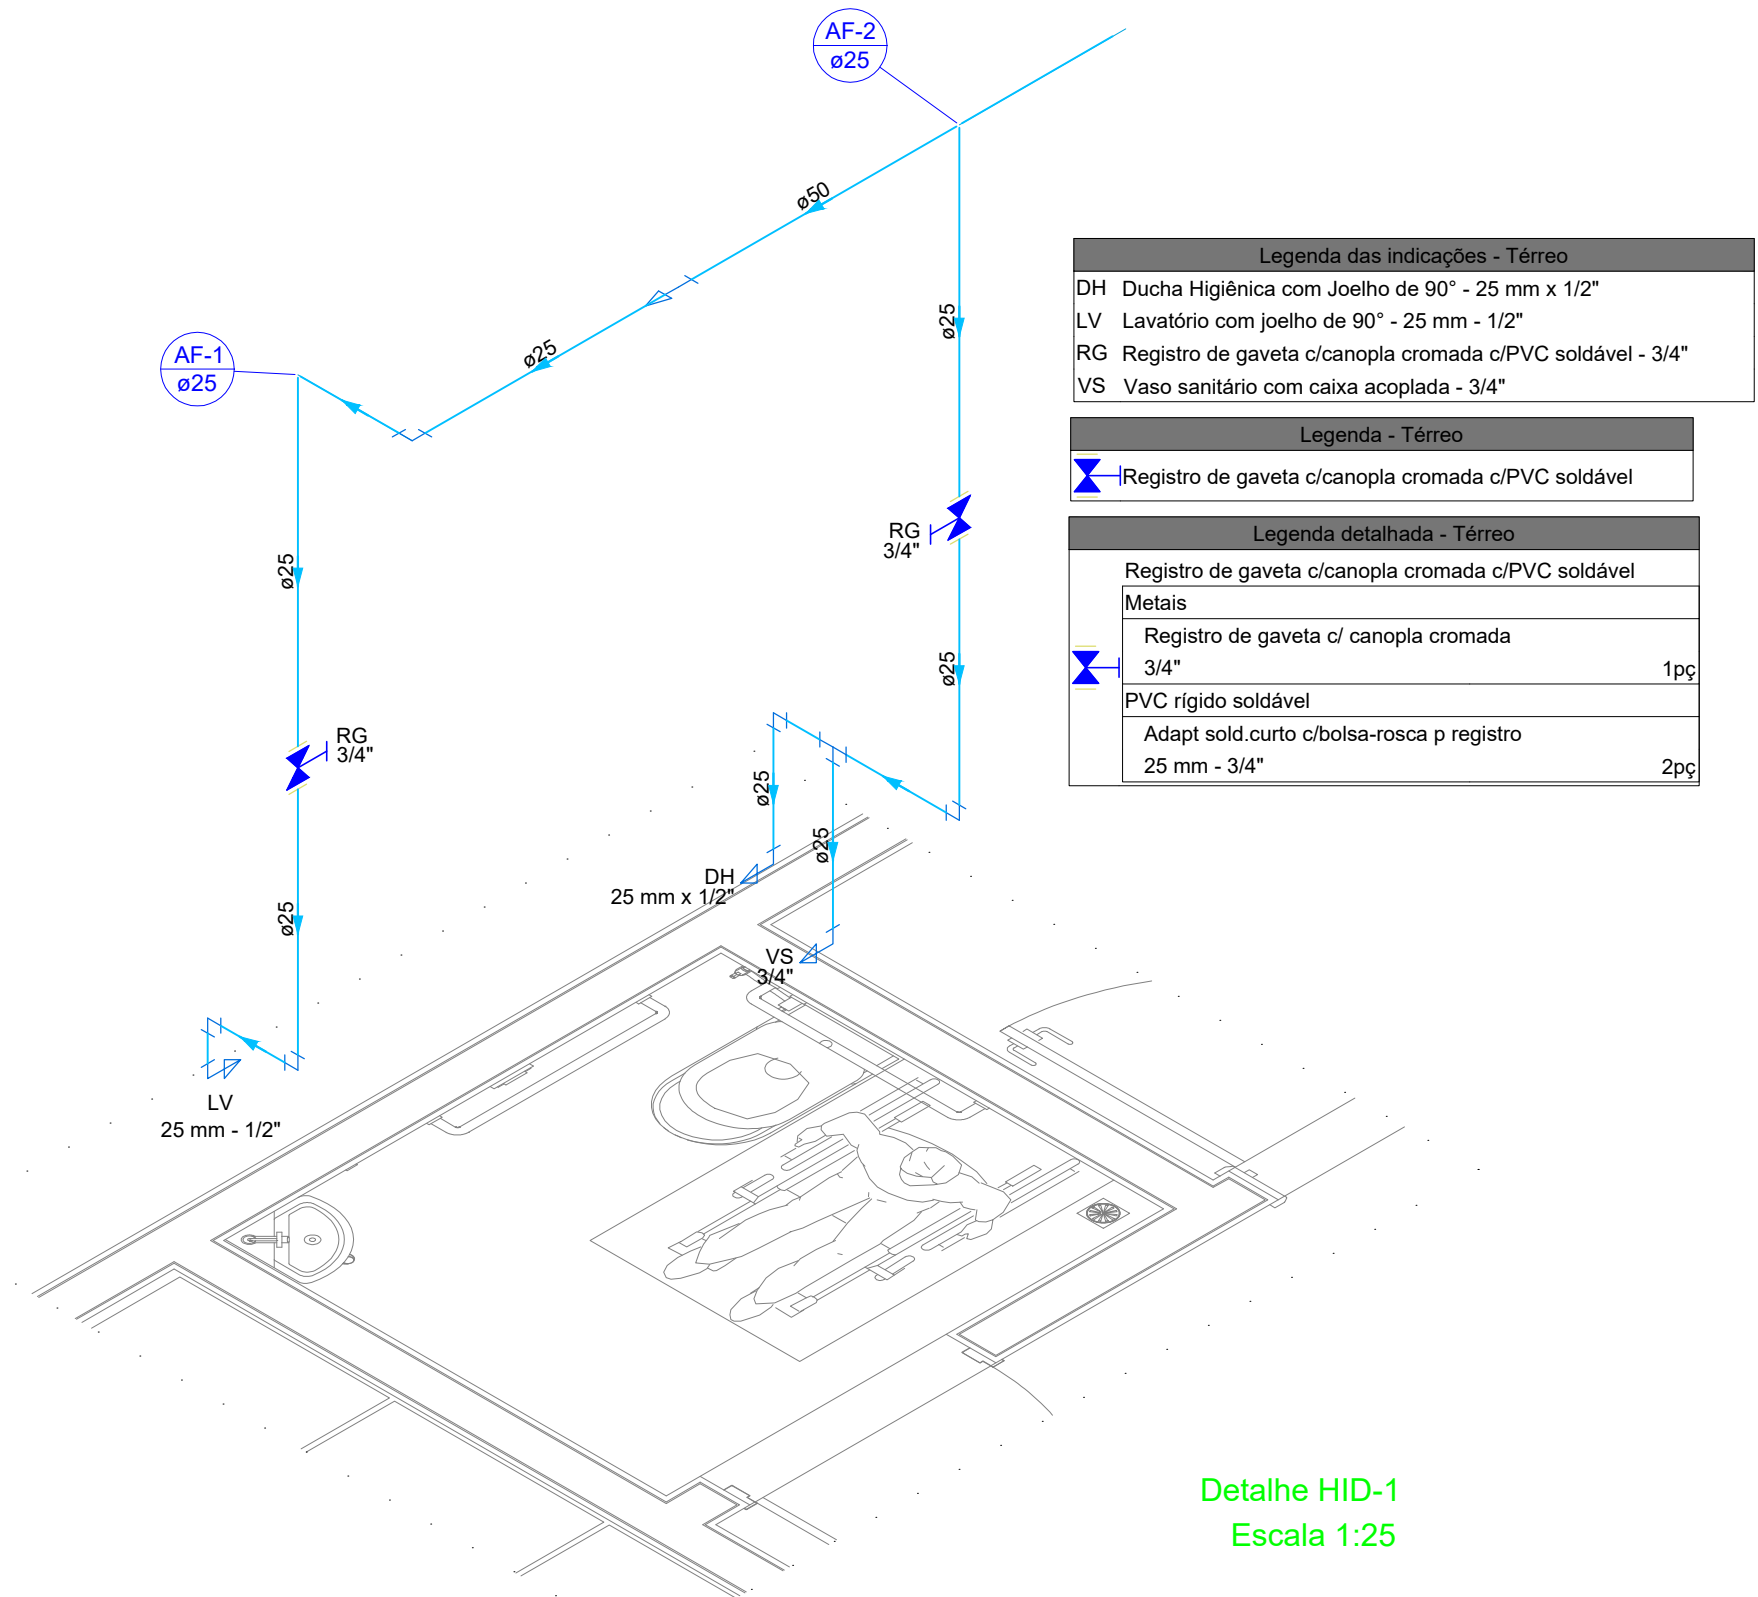 AF-2
ø25
ø50
ø25
AF-1
ø25
ø25
ø25
RG
3/4"
ø25
RG
3/4"
ø25
ø25
ø25
ø25
DH
25 mm x 1/2"
VS
3/4"
LV
25 mm - 1/2"
Legenda das indicações - Térreo
DH Ducha Higiênica com Joelho de 90° - 25 mm x 1/2"
LV Lavatório com joelho de 90° - 25 mm - 1/2"
RG Registro de gaveta c/canopla cromada c/PVC soldável - 3/4"
VS Vaso sanitário com caixa acoplada - 3/4"
Legenda - Térreo
Registro de gaveta c/canopla cromada c/PVC soldável
Legenda detalhada - Térreo
Registro de gaveta c/canopla cromada c/PVC soldável
Metais
Registro de gaveta c/ canopla cromada
3/4" 1pç
PVC rígido soldável
Adapt sold.curto c/bolsa-rosca p registro
25 mm - 3/4" 2pç
Detalhe HID-1
Escala 1:25